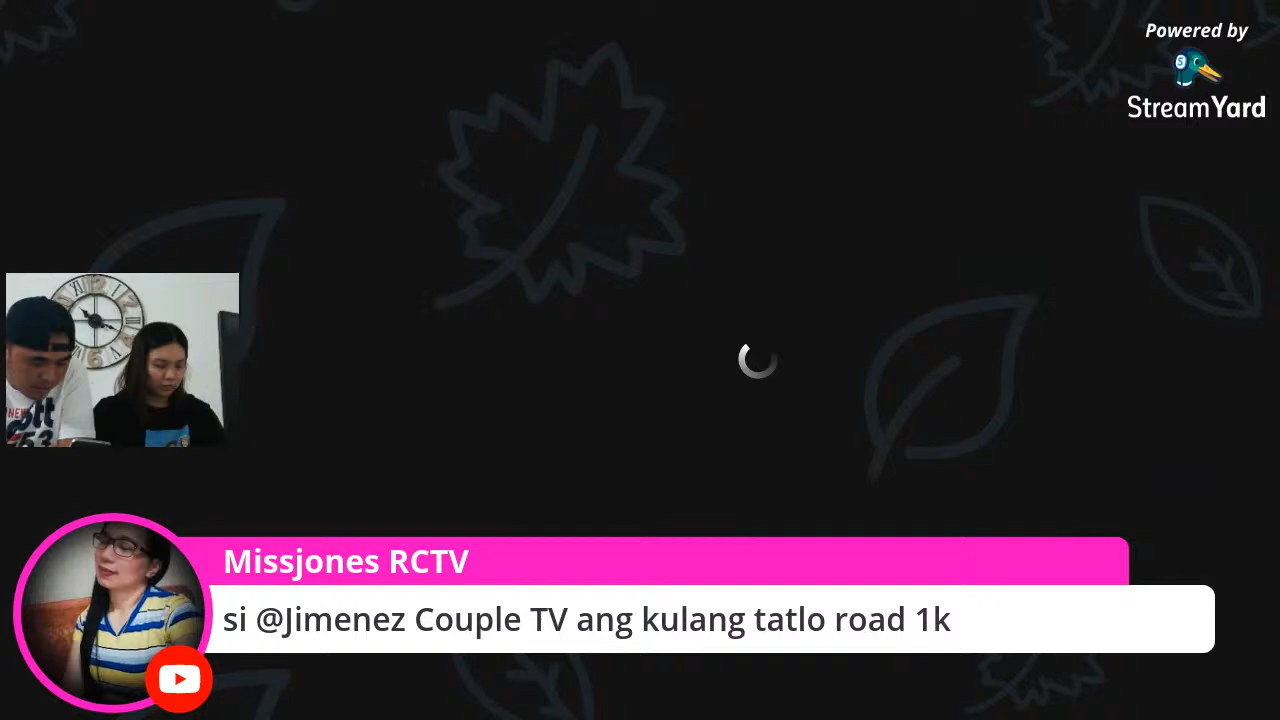 Powered by
StreamYard
Missjones RCTV
si @Jimenez Couple TV ang kulang tatlo road 1k